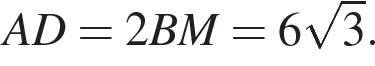 AD = 2BM = 6√3.